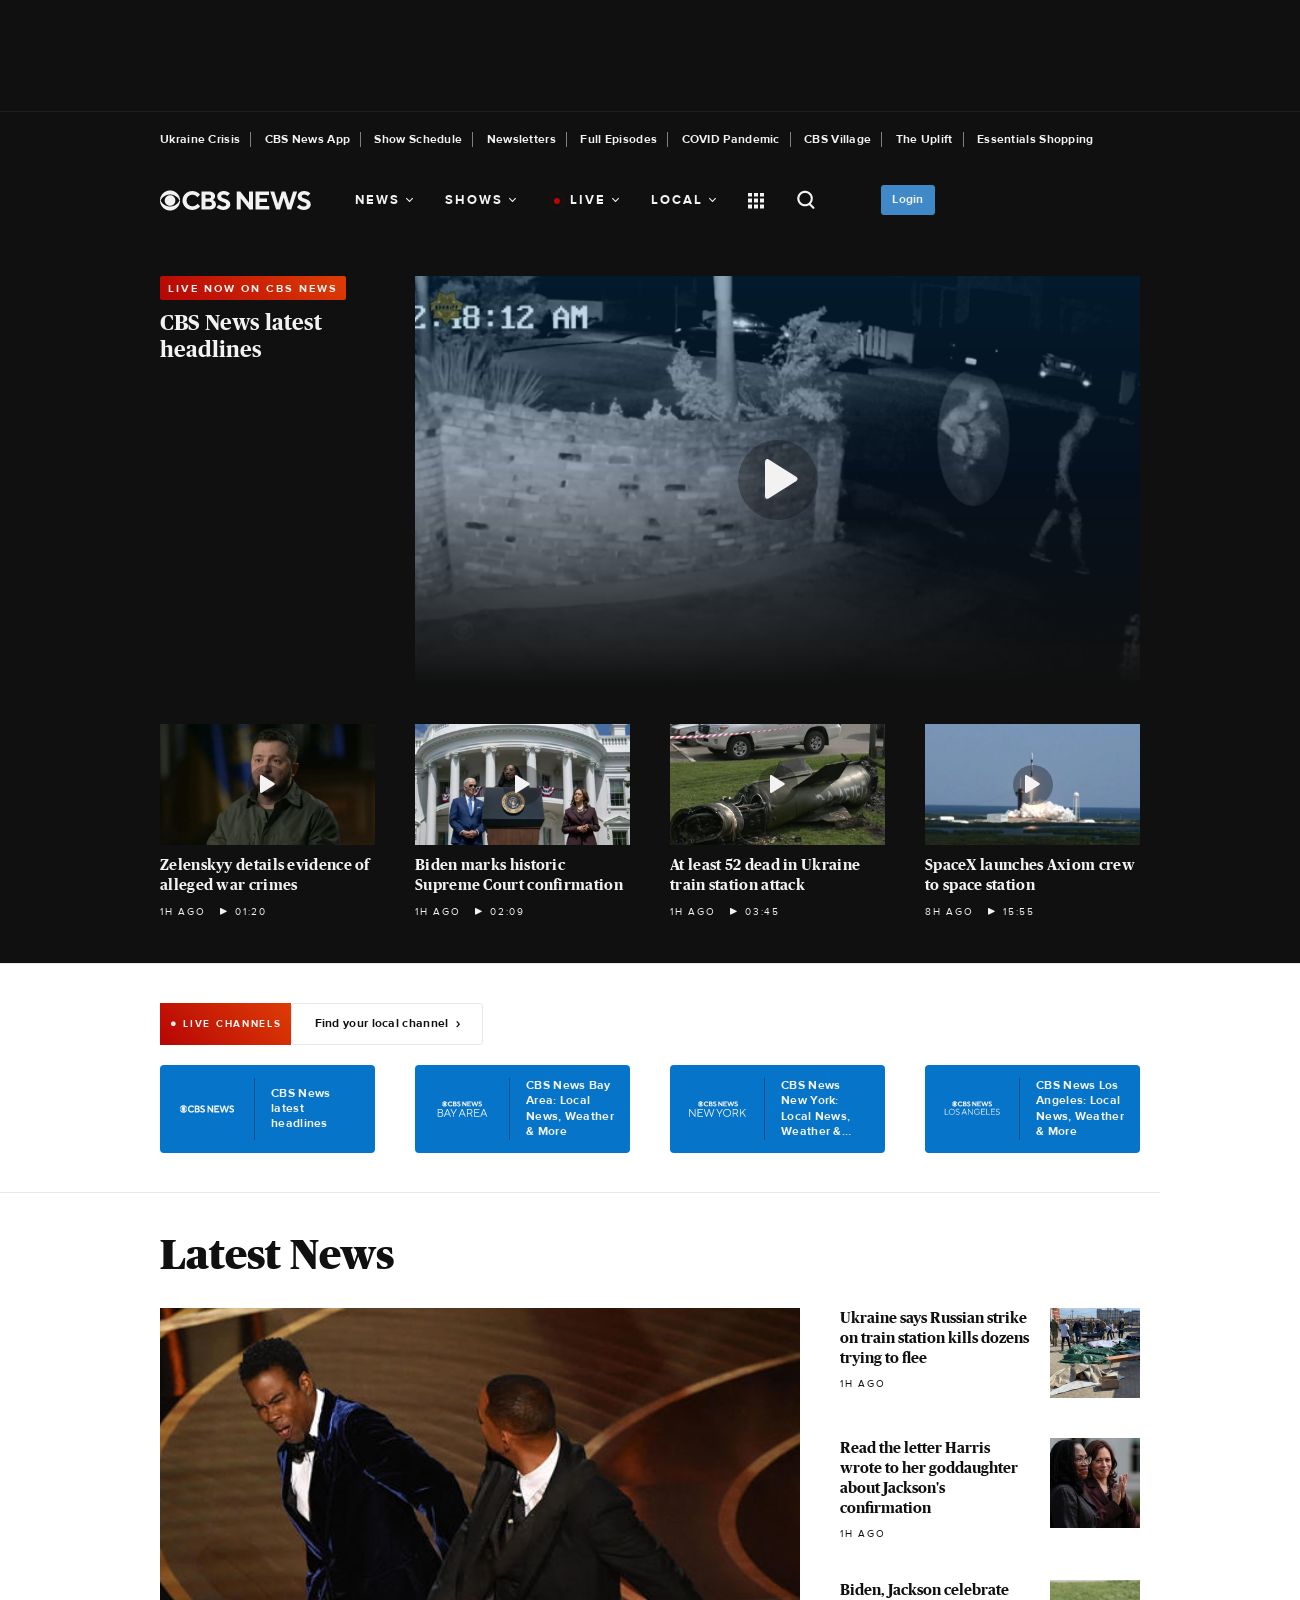 Ukraine Crisis CBS News App Show Schedule Newsletters Full Episodes COVID Pandemic CBS Village The Uplift Essentials Shopping
CBS NEWS NEWS SHOWS LIVE LOCAL Login
LIVE NOW ON CBS NEWS
CBS News latest
headlines
8:12 AM
Zelenskyy details evidence of
alleged war crimes
1H AGO 01:20
Biden marks historic
Supreme Court confirmation
1H AGO 02:09
At least 52 dead in Ukraine
train station attack
1H AGO 03:45
SpaceX launches Axiom crew
to space station
8H AGO 15:55
LIVE CHANNELS Find your local channel ›
CBS NEWS
CBS News
latest
headlines
CBS NEWS
BAY AREA
CBS News Bay
Area: Local
News, Weather
& More
CBS NEWS
NEW YORK
CBS News
New York:
Local News,
Weather &...
CBS NEWS
LOS ANGELES
CBS News Los
Angeles: Local
News, Weather
& More
Latest News
Ukraine says Russian strike
on train station kills dozens
trying to flee
1H AGO
Read the letter Harris
wrote to her goddaughter
about Jackson's
confirmation
1H AGO
Biden, Jackson celebrate